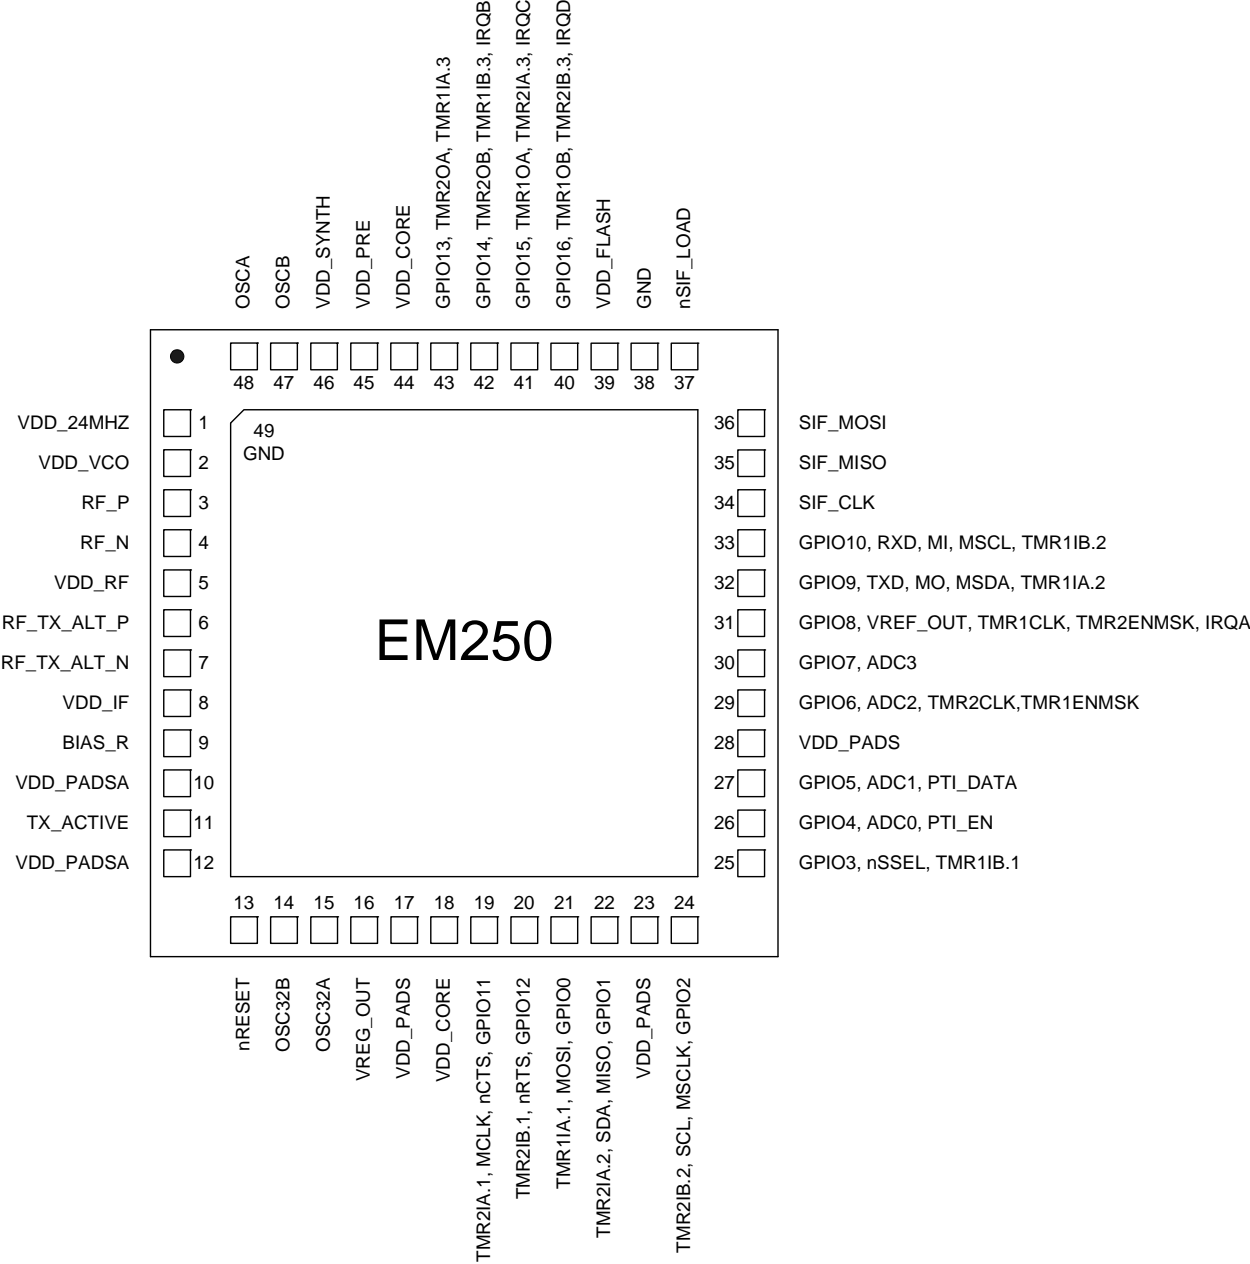 OSCA
OSCB
VDD_SYNTH
VDD_PRE
VDD_CORE
GPIO13, TMR2OA, TMR1IA.3
GPIO14, TMR2OB, TMR1IB.3, IRQB
GPIO15, TMR1OA, TMR2IA.3, IRQC
GPIO16, TMR1OB, TMR2IB.3, IRQD
VDD_FLASH
GND
nSIF_LOAD
48 47 46 45 44 43 42 41 40 39 38 37
VDD_24MHZ 1
VDD_VCO 2
RF_P 3
RF_N 4
VDD_RF 5
RF_TX_ALT_P 6
RF_TX_ALT_N 7
VDD_IF 8
BIAS_R 9
VDD_PADSA 10
TX_ACTIVE 11
VDD_PADSA 12
49
GND
EM250
36 SIF_MOSI
35 SIF_MISO
34 SIF_CLK
33 GPIO10, RXD, MI, MSCL, TMR1IB.2
32 GPIO9, TXD, MO, MSDA, TMR1IA.2
31 GPIO8, VREF_OUT, TMR1CLK, TMR2ENMSK, IRQA
30 GPIO7, ADC3
29 GPIO6, ADC2, TMR2CLK,TMR1ENMSK
28 VDD_PADS
27 GPIO5, ADC1, PTI_DATA
26 GPIO4, ADC0, PTI_EN
25 GPIO3, nSSEL, TMR1IB.1
13 14 15 16 17 18 19 20 21 22 23 24
nRESET
OSC32B
OSC32A
VREG_OUT
VDD_PADS
VDD_CORE
TMR2IA.1, MCLK, nCTS, GPIO11
TMR2IB.1, nRTS, GPIO12
TMR1IA.1, MOSI, GPIO0
TMR2IA.2, SDA, MISO, GPIO1
VDD_PADS
TMR2IB.2, SCL, MSCLK, GPIO2